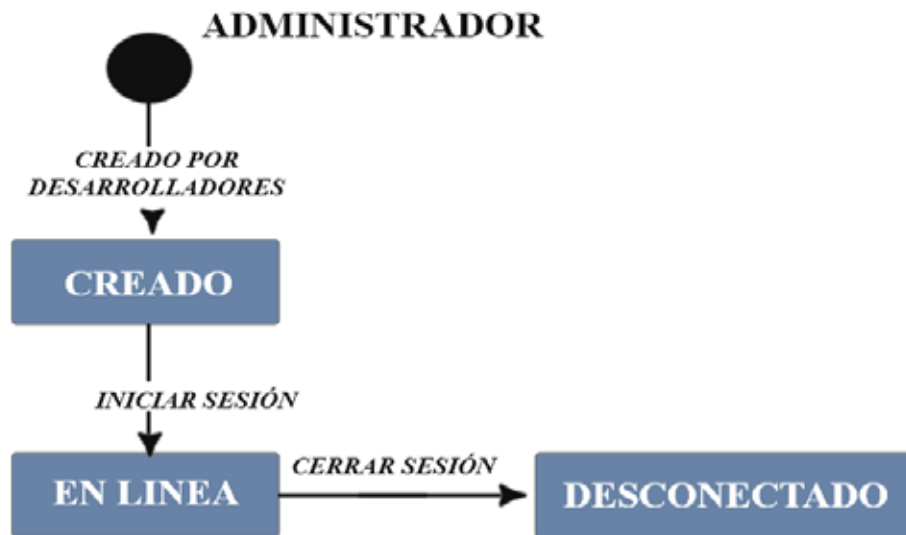 ADMINISTRADOR
CREADO POR
DESARROLLADORES
CREADO
INICIAR SESIÓN
EN LINEA
CERRAR SESIÓN
DESCONECTADO